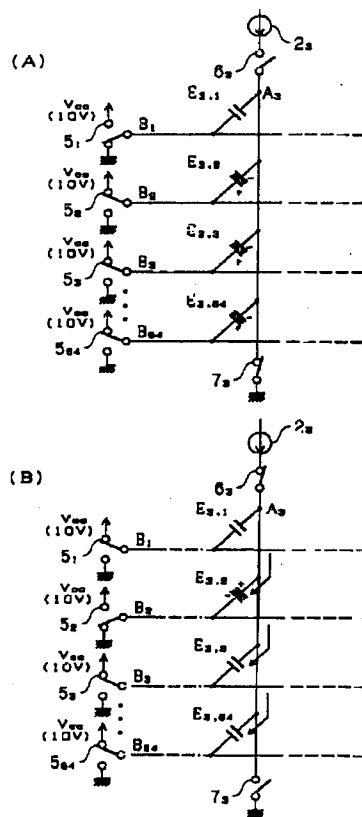 (A)
2₃
6₃
A₃
E₃,₁
Vcc
(10V)
5₁
B₁
E₃,₂
Vcc
(10V)
5₂
B₂
E₃,₃
Vcc
(10V)
5₃
B₃
E₃,₆₄
Vcc
(10V)
5₆₄
B₆₄
7₃
(B)
2₃
6₃
A₃
E₃,₁
Vcc
(10V)
5₁
B₁
E₃,₂
Vcc
(10V)
5₂
B₂
E₃,₃
Vcc
(10V)
5₃
B₃
E₃,₆₄
Vcc
(10V)
5₆₄
B₆₄
7₃